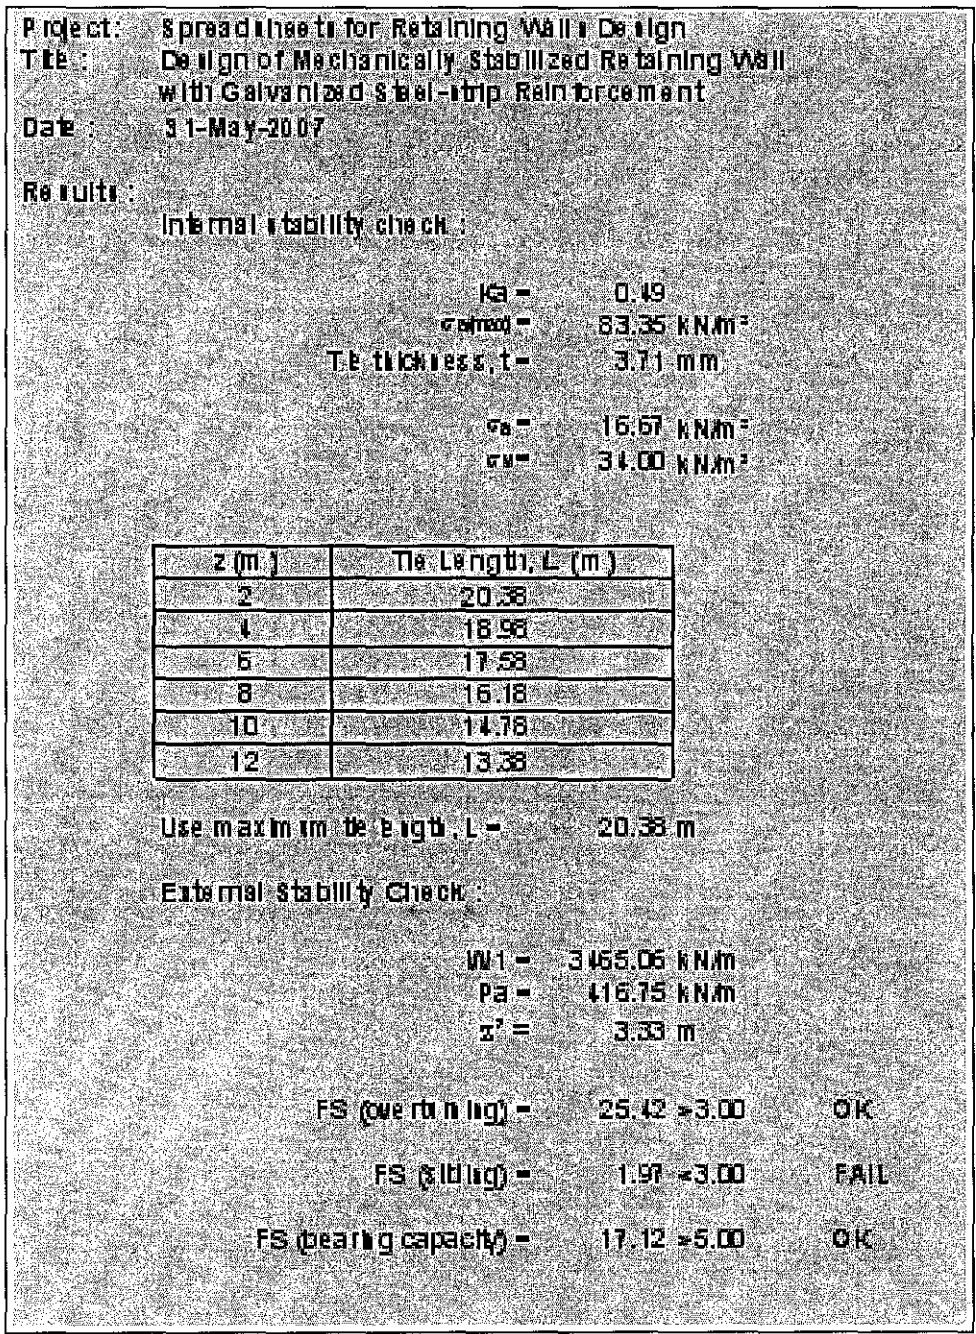 Project: Spreadsheets for Retaining Walls Design
Title : Design of Mechanically Stabilized Retaining Wall
with Galvanized Steel-strip Reinforcement
Date : 31-May-2007
Results :
Internal stability check :
Ka = 0.49
σa(max) = 83.35 kN/m²
Tie thickness, t = 3.71 mm
σa = 16.67 kN/m²
σv = 34.00 kN/m²
z (m) Tie Length, L (m)
2 20.38
4 18.98
6 17.58
8 16.18
10 14.78
12 13.38
Use maximum tie length, L = 20.38 m
External Stability Check :
W1 = 3465.06 kN/m
Pa = 416.75 kN/m
z' = 3.33 m
FS (overturning) = 25.42 >3.00 OK
FS (sliding) = 1.97 <3.00 FAIL
FS (bearing capacity) = 17.12 >5.00 OK